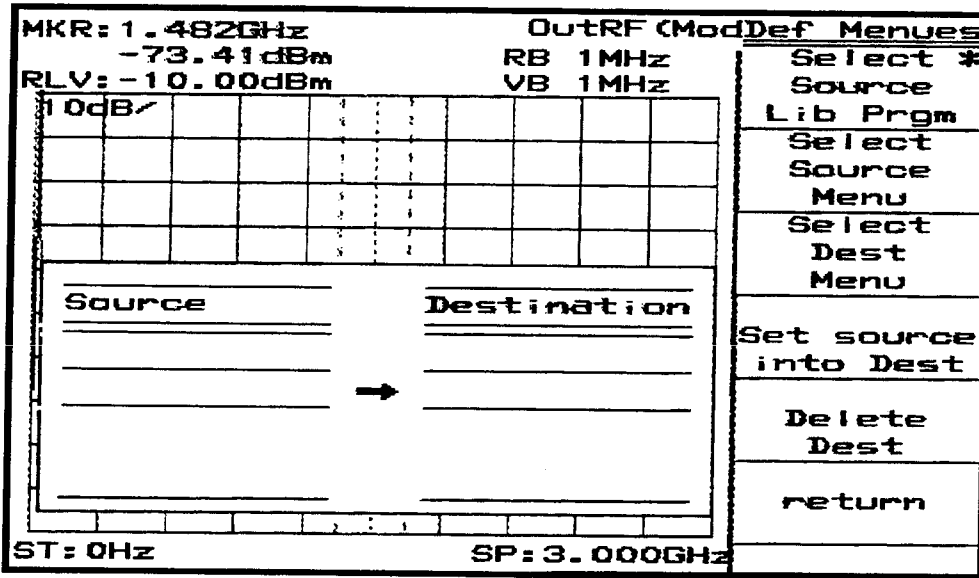 MKR: 1.482GHz
-73.41dBm
RLV: -10.00dBm
OutRF (Mod
RB 1MHz
VB 1MHz
10dB/
Source
Destination
ST: 0Hz
SP: 3.000GHz
Def Menues
Select *
Source
Lib Prgm
Select
Source
Menu
Select
Dest
Menu
Set source
into Dest
Delete
Dest
return